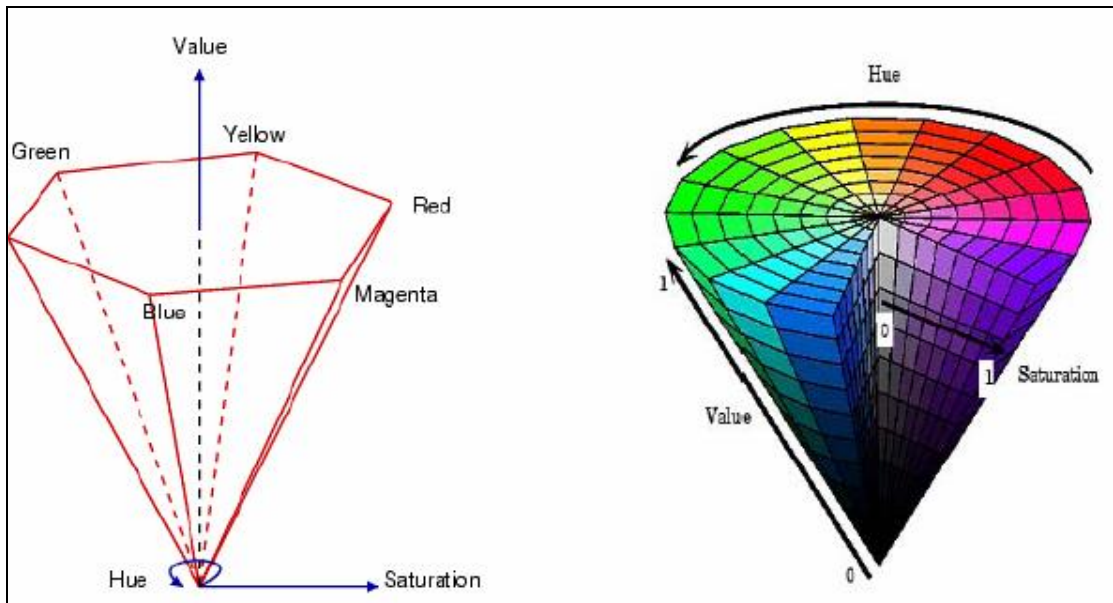 Value
Green
Yellow
Red
Blue
Magenta
Hue
Saturation
Hue
1
0
1
Saturation
Value
0